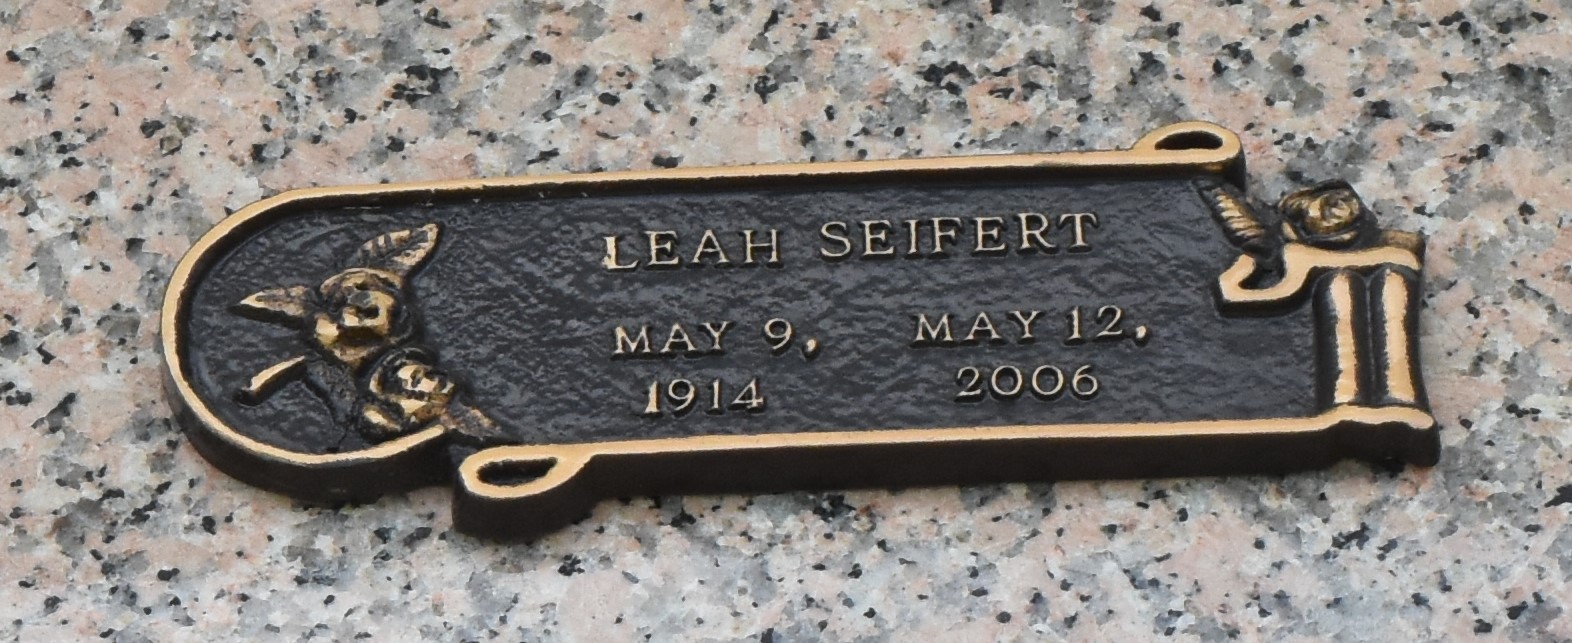 LEAH SEIFERT
MAY 9, MAY 12,
1914 2006